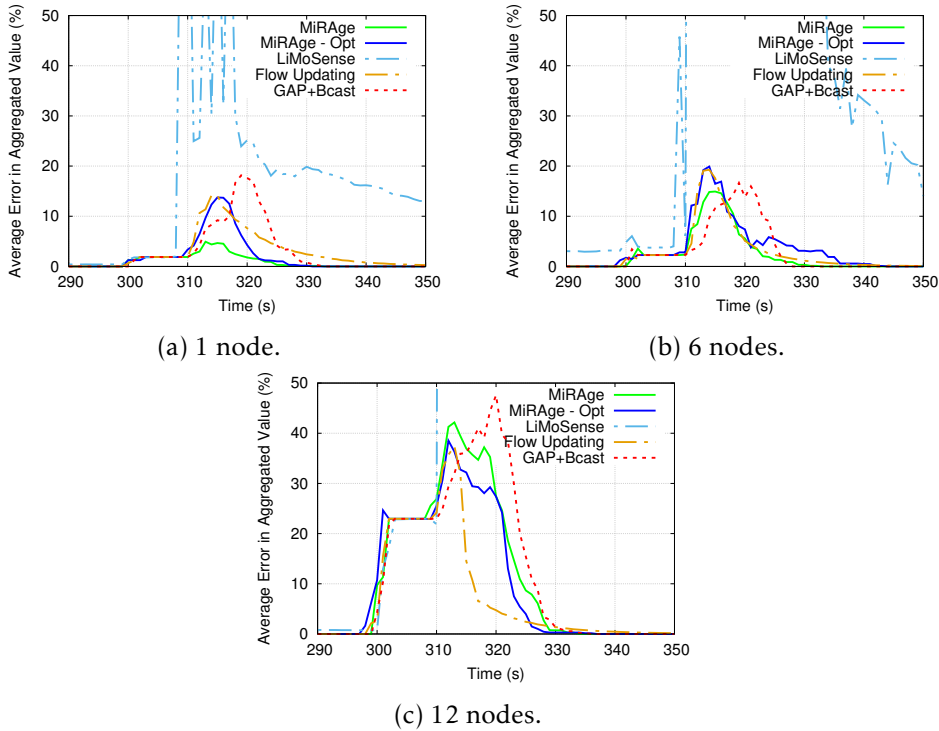 Average Error in Aggregated Value (%)
50
40
30
20
10
0
MiRAge
MiRAge - Opt
LiMoSense
Flow Updating
GAP+Bcast
290 300 310 320 330 340 350
Time (s)
(a) 1 node.
Average Error in Aggregated Value (%)
50
40
30
20
10
0
MiRAge
MiRAge - Opt
LiMoSense
Flow Updating
GAP+Bcast
290 300 310 320 330 340 350
Time (s)
(b) 6 nodes.
Average Error in Aggregated Value (%)
50
40
30
20
10
0
MiRAge
MiRAge - Opt
LiMoSense
Flow Updating
GAP+Bcast
290 300 310 320 330 340 350
Time (s)
(c) 12 nodes.